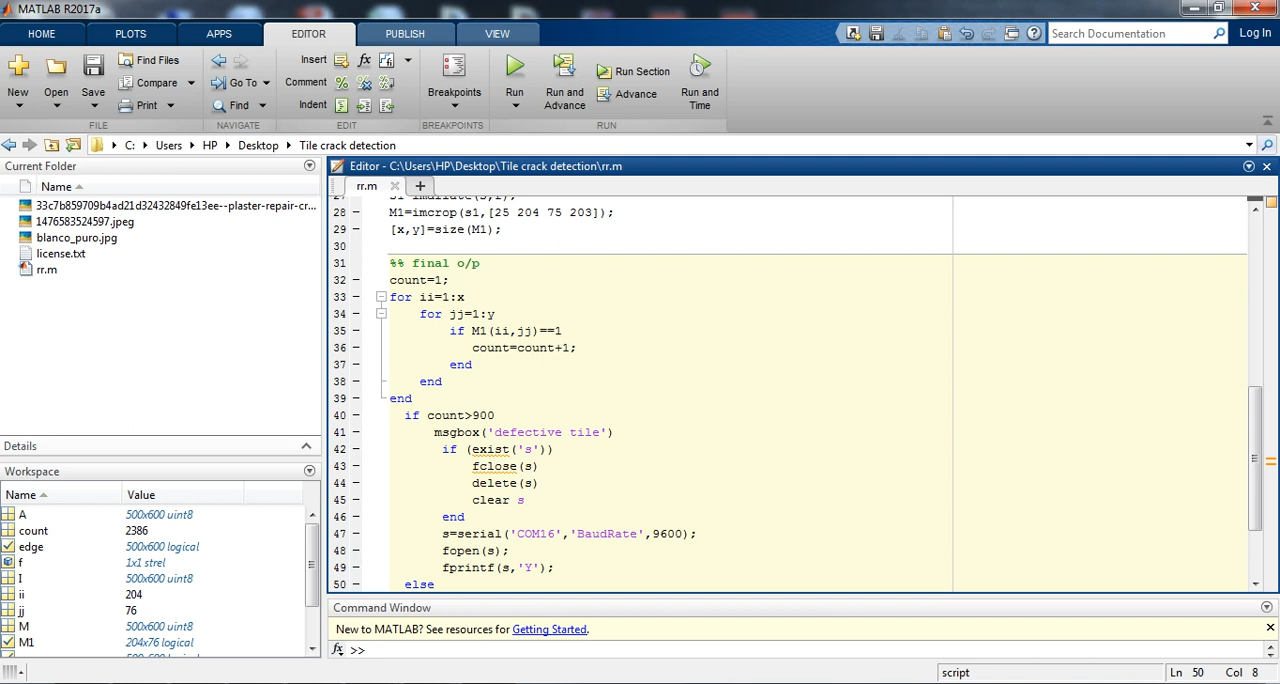 MATLAB R2017a
HOME PLOTS APPS EDITOR PUBLISH VIEW
Search Documentation
Log In
New
Open
Save
Find Files
Compare
Print
FILE
Go To
Find
NAVIGATE
Insert fx
Comment
Indent
EDIT
Breakpoints
BREAKPOINTS
Run
Run and Advance
Run Section
Advance
Run and Time
RUN
C: Users HP Desktop Tile crack detection
Current Folder
Name
33c7b859709b4ad21d32432849fe13ee--plaster-repair-cr...
1476583524597.jpeg
blanco_puro.jpg
license.txt
rr.m
Details
Workspace
Name Value
A 500x600 uint8
count 2386
edge 500x600 logical
f 1x1 strel
I 500x600 uint8
ii 204
jj 76
M 500x600 uint8
M1 204x76 logical
Editor - C:\Users\HP\Desktop\Tile crack detection\rr.m
rr.m
28 M1=imcrop(s1,[25 204 75 203]);
29 [x,y]=size(M1);
30
31 %% final o/p
32 count=1;
33 for ii=1:x
34 for jj=1:y
35 if M1(ii,jj)==1
36 count=count+1;
37 end
38 end
39 end
40 if count>900
41 msgbox('defective tile')
42 if (exist('s'))
43 fclose(s)
44 delete(s)
45 clear s
46 end
47 s=serial('COM16','BaudRate',9600);
48 fopen(s);
49 fprintf(s,'Y');
50 else
Command Window
New to MATLAB? See resources for Getting Started.
fx >>
script
Ln 50 Col 8